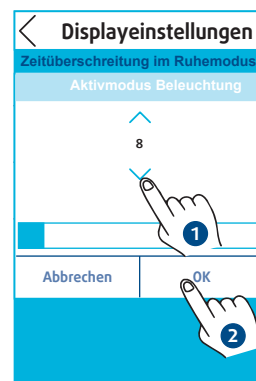 Displayeinstellungen
Zeitüberschreitung im Ruhemodus
Aktivmodus Beleuchtung
8
1
Abbrechen OK
2